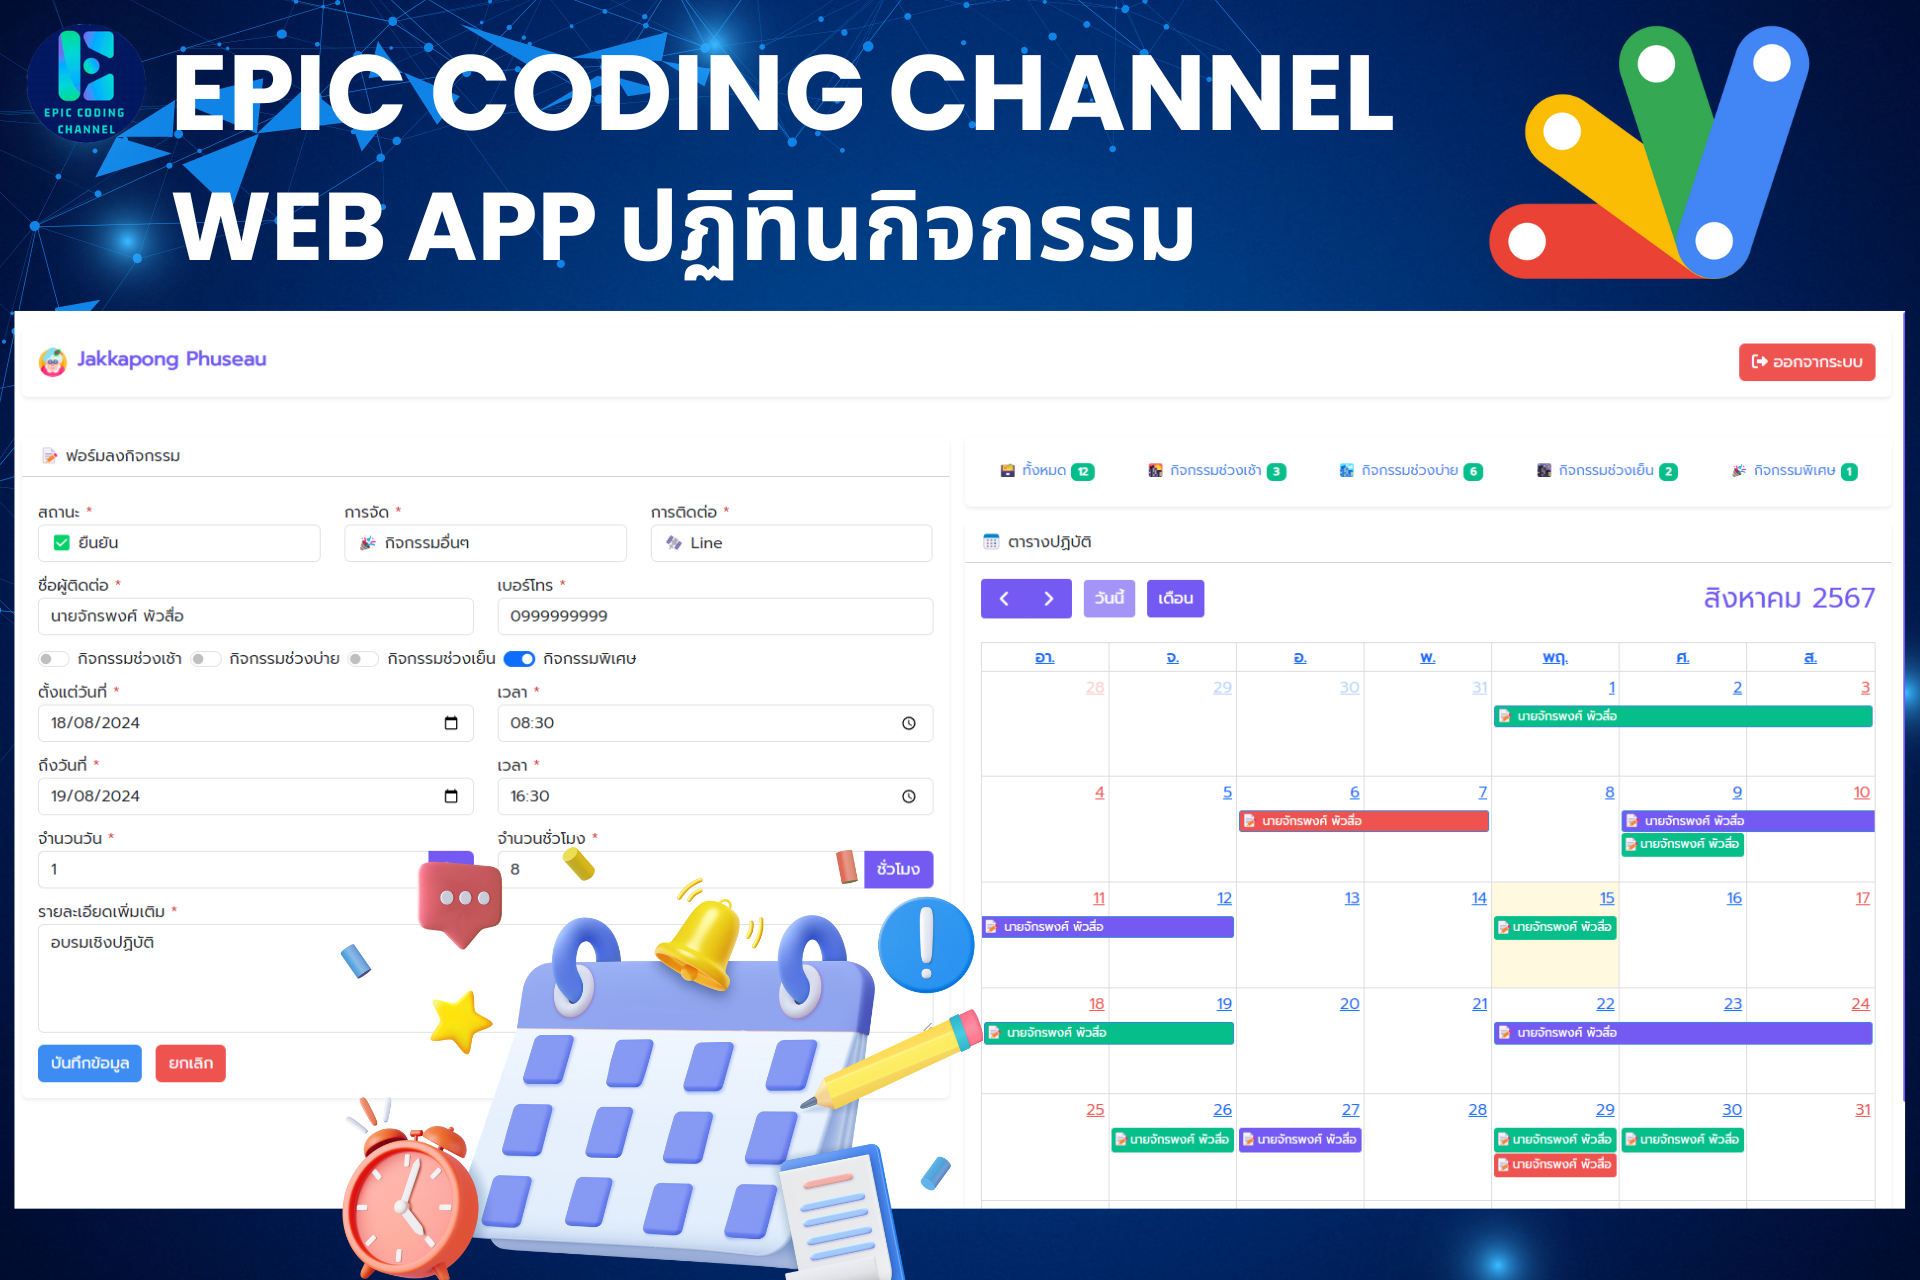 EPIC CODING CHANNEL
EPIC CODING
CHANNEL
WEB APP ปฏิทินกิจกรรม
Jakkapong Phuseau
ออกจากระบบ
ฟอร์มลงกิจกรรม
สถานะ * การจัด * การติดต่อ *
ยืนยัน กิจกรรมอื่นๆ Line
ชื่อผู้ติดต่อ * เบอร์โทร *
นายจักรพงศ์ พัวสื่อ 0999999999
กิจกรรมช่วงเช้า กิจกรรมช่วงบ่าย กิจกรรมช่วงเย็น กิจกรรมพิเศษ
ตั้งแต่วันที่ * เวลา *
18/08/2024 08:30
ถึงวันที่ * เวลา *
19/08/2024 16:30
จำนวนวัน * จำนวนชั่วโมง *
1 8 ชั่วโมง
รายละเอียดเพิ่มเติม *
อบรมเชิงปฏิบัติ
บันทึกข้อมูล ยกเลิก
ทั้งหมด 12 กิจกรรมช่วงเช้า 3 กิจกรรมช่วงบ่าย 6 กิจกรรมช่วงเย็น 2 กิจกรรมพิเศษ 1
ตารางปฏิบัติ
วันนี้ เดือน สิงหาคม 2567
อา. จ. อ. พ. พฤ. ศ. ส.
28 29 30 31 1 2 3
นายจักรพงศ์ พัวสื่อ
4 5 6 7 8 9 10
นายจักรพงศ์ พัวสื่อ นายจักรพงศ์ พัวสื่อ
นายจักรพงศ์ พัวสื่อ
11 12 13 14 15 16 17
นายจักรพงศ์ พัวสื่อ นายจักรพงศ์ พัวสื่อ
18 19 20 21 22 23 24
นายจักรพงศ์ พัวสื่อ นายจักรพงศ์ พัวสื่อ
25 26 27 28 29 30 31
นายจักรพงศ์ พัวสื่อ นายจักรพงศ์ พัวสื่อ นายจักรพงศ์ พัวสื่อ นายจักรพงศ์ พัวสื่อ
นายจักรพงศ์ พัวสื่อ